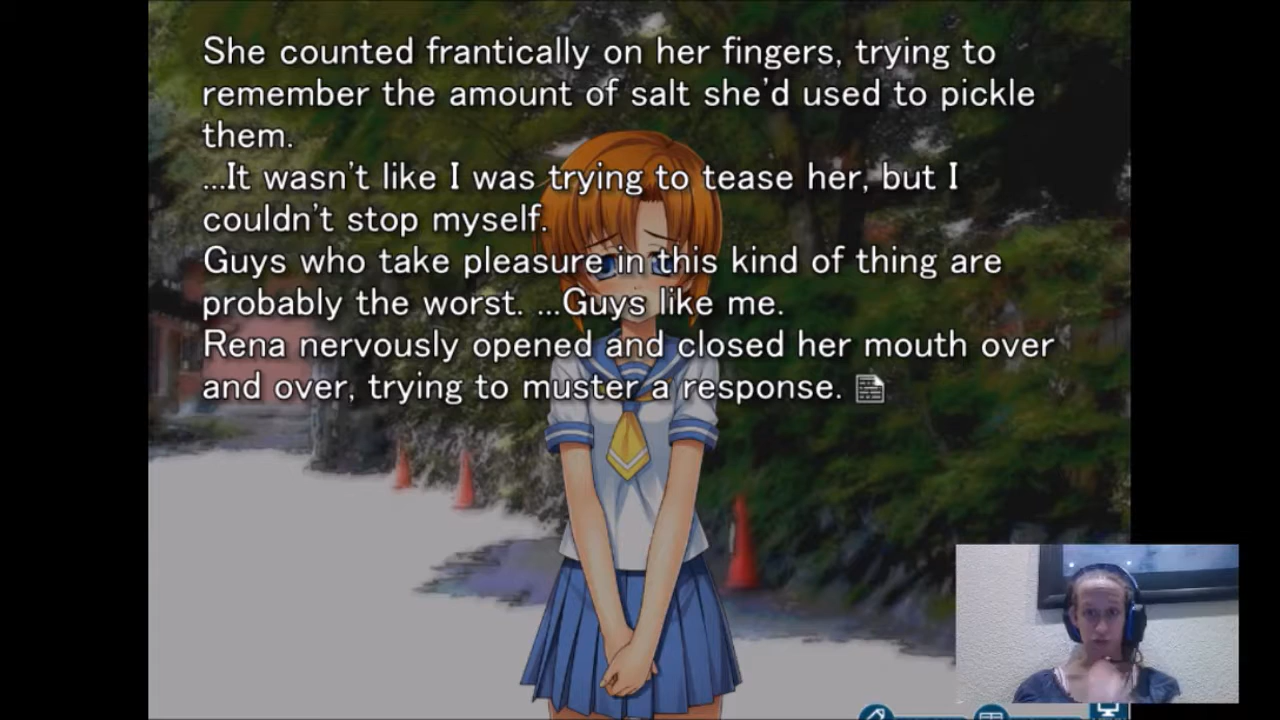 She counted frantically on her fingers, trying to
remember the amount of salt she'd used to pickle
them.
...It wasn't like I was trying to tease her, but I
couldn't stop myself.
Guys who take pleasure in this kind of thing are
probably the worst. ...Guys like me.
Rena nervously opened and closed her mouth over
and over, trying to muster a response.